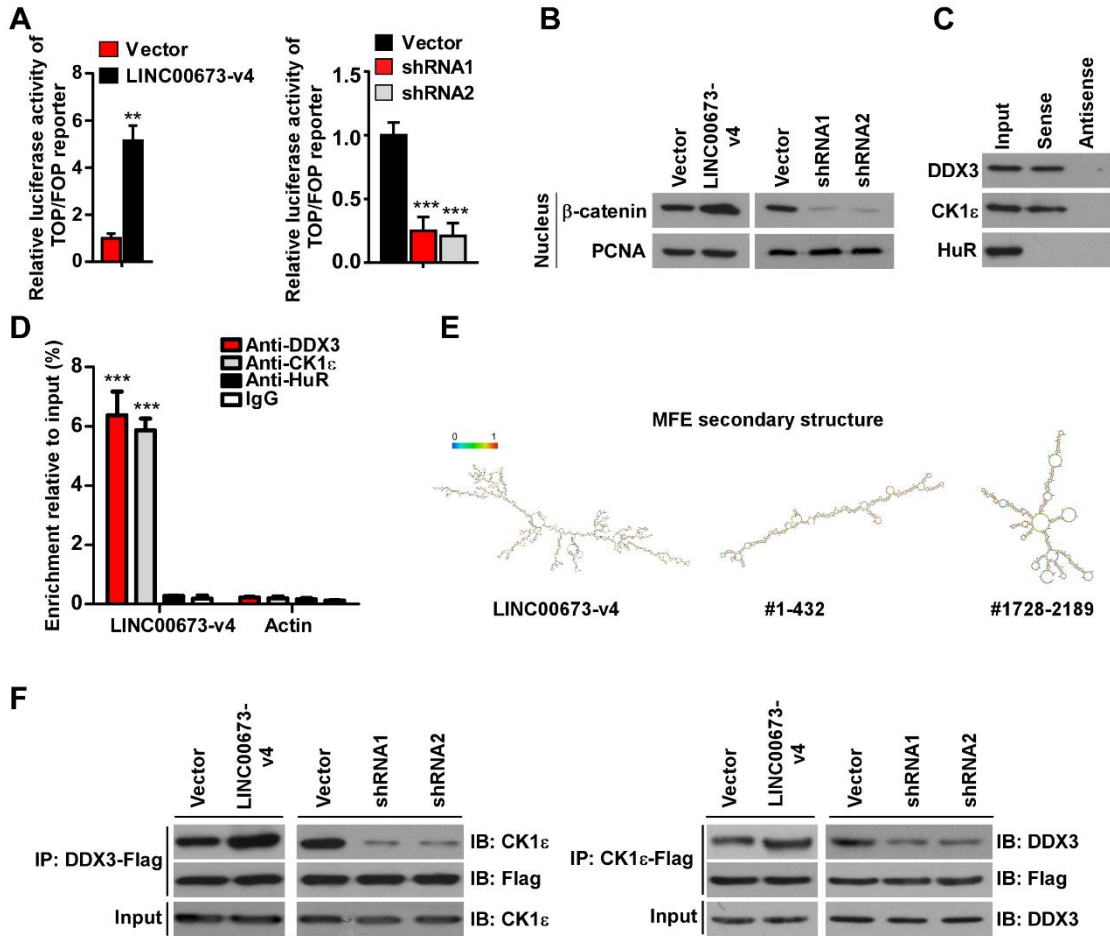 A
Relative luciferase activity of
TOP/FOP reporter
8
6
4
2
0
Vector
LINC00673-v4
**
Relative luciferase activity of
TOP/FOP reporter
1.5
1.0
0.5
0.0
Vector
shRNA1
shRNA2
***
***
B
Vector
LINC00673-
v4
Vector
shRNA1
shRNA2
Nucleus
β-catenin
PCNA
C
Input
Sense
Antisense
DDX3
CK1ε
HuR
D
Enrichment relative to input (%)
8
6
4
2
0
***
***
Anti-DDX3
Anti-CK1ε
Anti-HuR
IgG
LINC00673-v4
Actin
E
MFE secondary structure
0
1
LINC00673-v4
#1-432
#1728-2189
F
Vector
LINC00673-
v4
Vector
shRNA1
shRNA2
IP: DDX3-Flag
IB: CK1ε
IB: Flag
Input
IB: CK1ε
Vector
LINC00673-
v4
Vector
shRNA1
shRNA2
IP: CK1ε-Flag
IB: DDX3
IB: Flag
Input
IB: DDX3